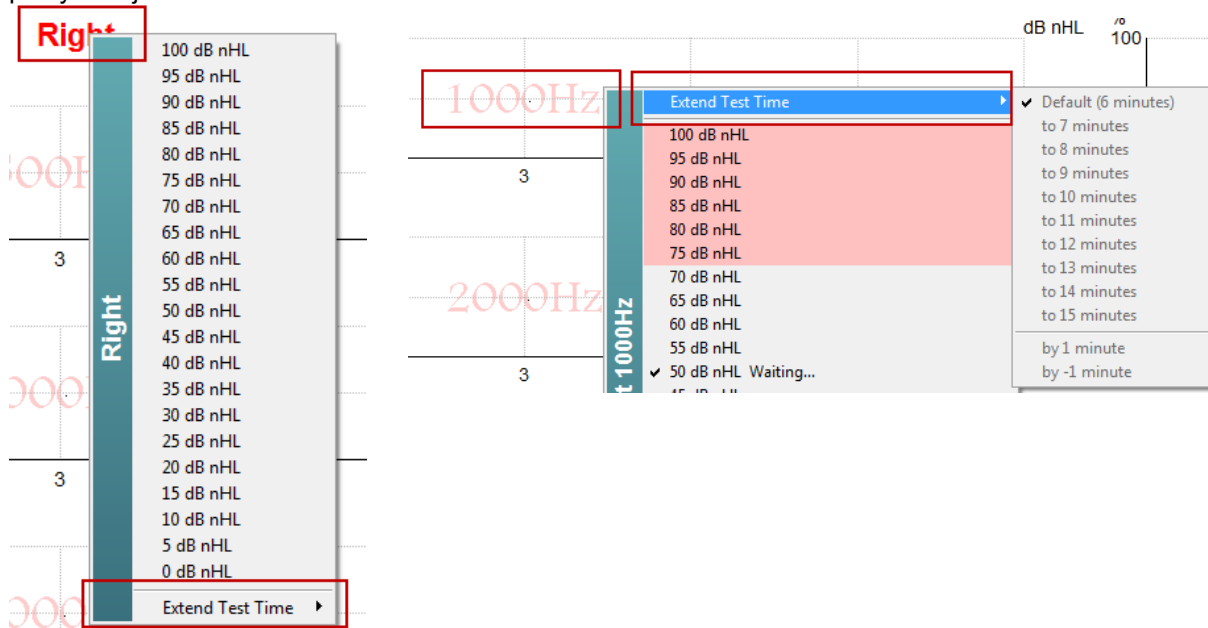 Right
100 dB nHL
95 dB nHL
90 dB nHL
85 dB nHL
80 dB nHL
75 dB nHL
70 dB nHL
65 dB nHL
60 dB nHL
55 dB nHL
50 dB nHL
45 dB nHL
40 dB nHL
35 dB nHL
30 dB nHL
25 dB nHL
20 dB nHL
15 dB nHL
10 dB nHL
5 dB nHL
0 dB nHL
Extend Test Time
Right
3
3
dB nHL
%
100
1000Hz
3
2000Hz
3
Extend Test Time
100 dB nHL
95 dB nHL
90 dB nHL
85 dB nHL
80 dB nHL
75 dB nHL
70 dB nHL
65 dB nHL
60 dB nHL
55 dB nHL
50 dB nHL Waiting...
1000Hz
Default (6 minutes)
to 7 minutes
to 8 minutes
to 9 minutes
to 10 minutes
to 11 minutes
to 12 minutes
to 13 minutes
to 14 minutes
to 15 minutes
by 1 minute
by -1 minute